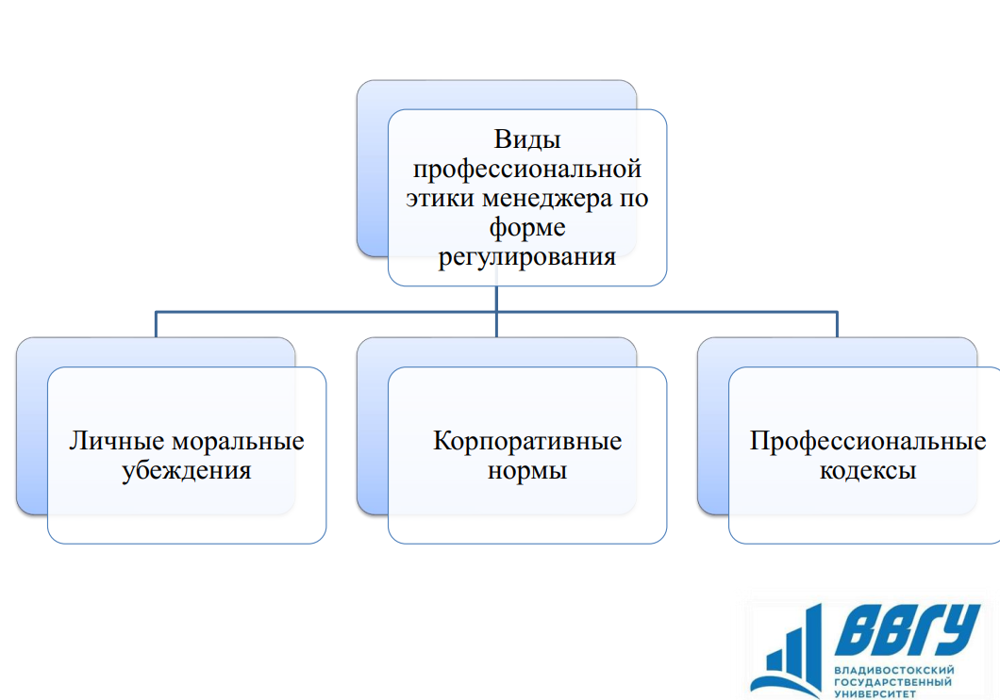 Виды
профессиональной
этики менеджера по
форме
регулирования
Личные моральные
убеждения
Корпоративные
нормы
Профессиональные
кодексы
ВВГУ
ВЛАДИВОСТОКСКИЙ
ГОСУДАРСТВЕННЫЙ
УНИВЕРСИТЕТ